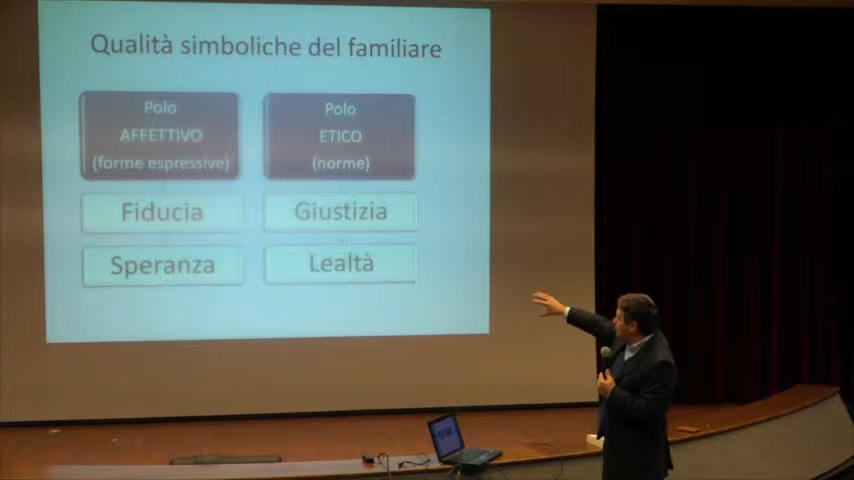 Qualità simboliche del familiare
Polo
AFFETTIVO
(forme espressive)
Fiducia
Speranza
Polo
ETICO
(norme)
Giustizia
Lealtà